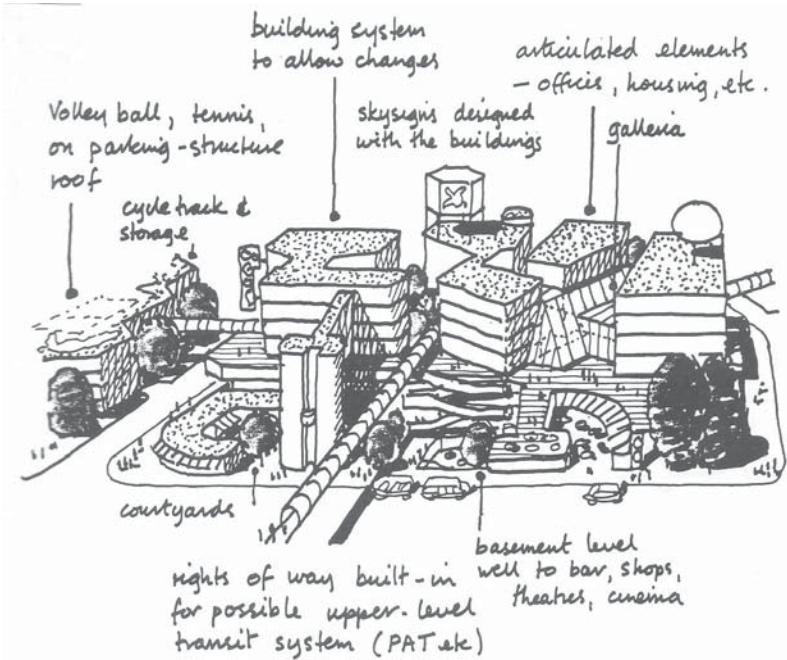 building system
to allow changes
articulated elements
– offices, housing, etc.
Volley ball, tennis,
on parking-structure
roof
skysigns designed
with the buildings
galleria
cycle track &
storage
courtyards
rights of way built-in
for possible upper-level
transit system (PAT etc)
basement level
well to bar, shops,
theatres, cinema